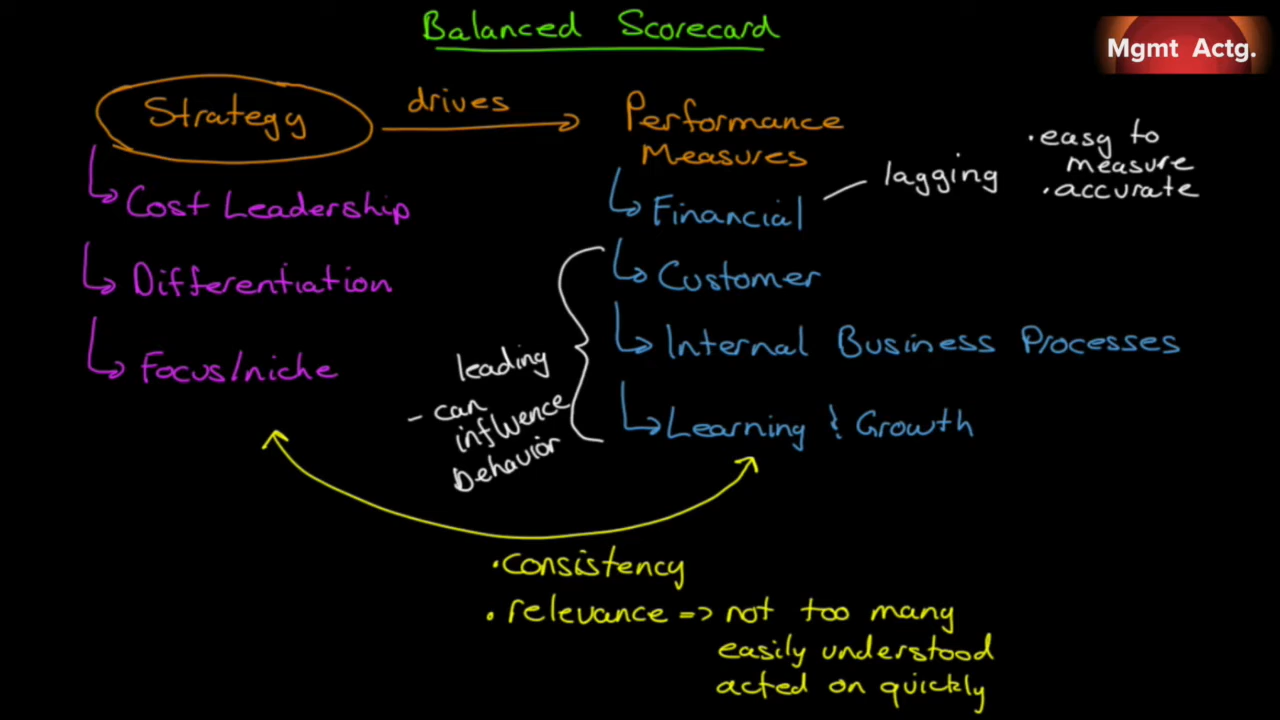 Balanced Scorecard
Mgmt Actg.
Strategy
drives
Performance
Measures
Cost Leadership
Differentiation
Focus/niche
Financial
lagging
• easy to
measure
• accurate
Customer
Internal Business Processes
Learning & Growth
leading
- can
influence
behavior
• consistency
• relevance => not too many
easily understood
acted on quickly